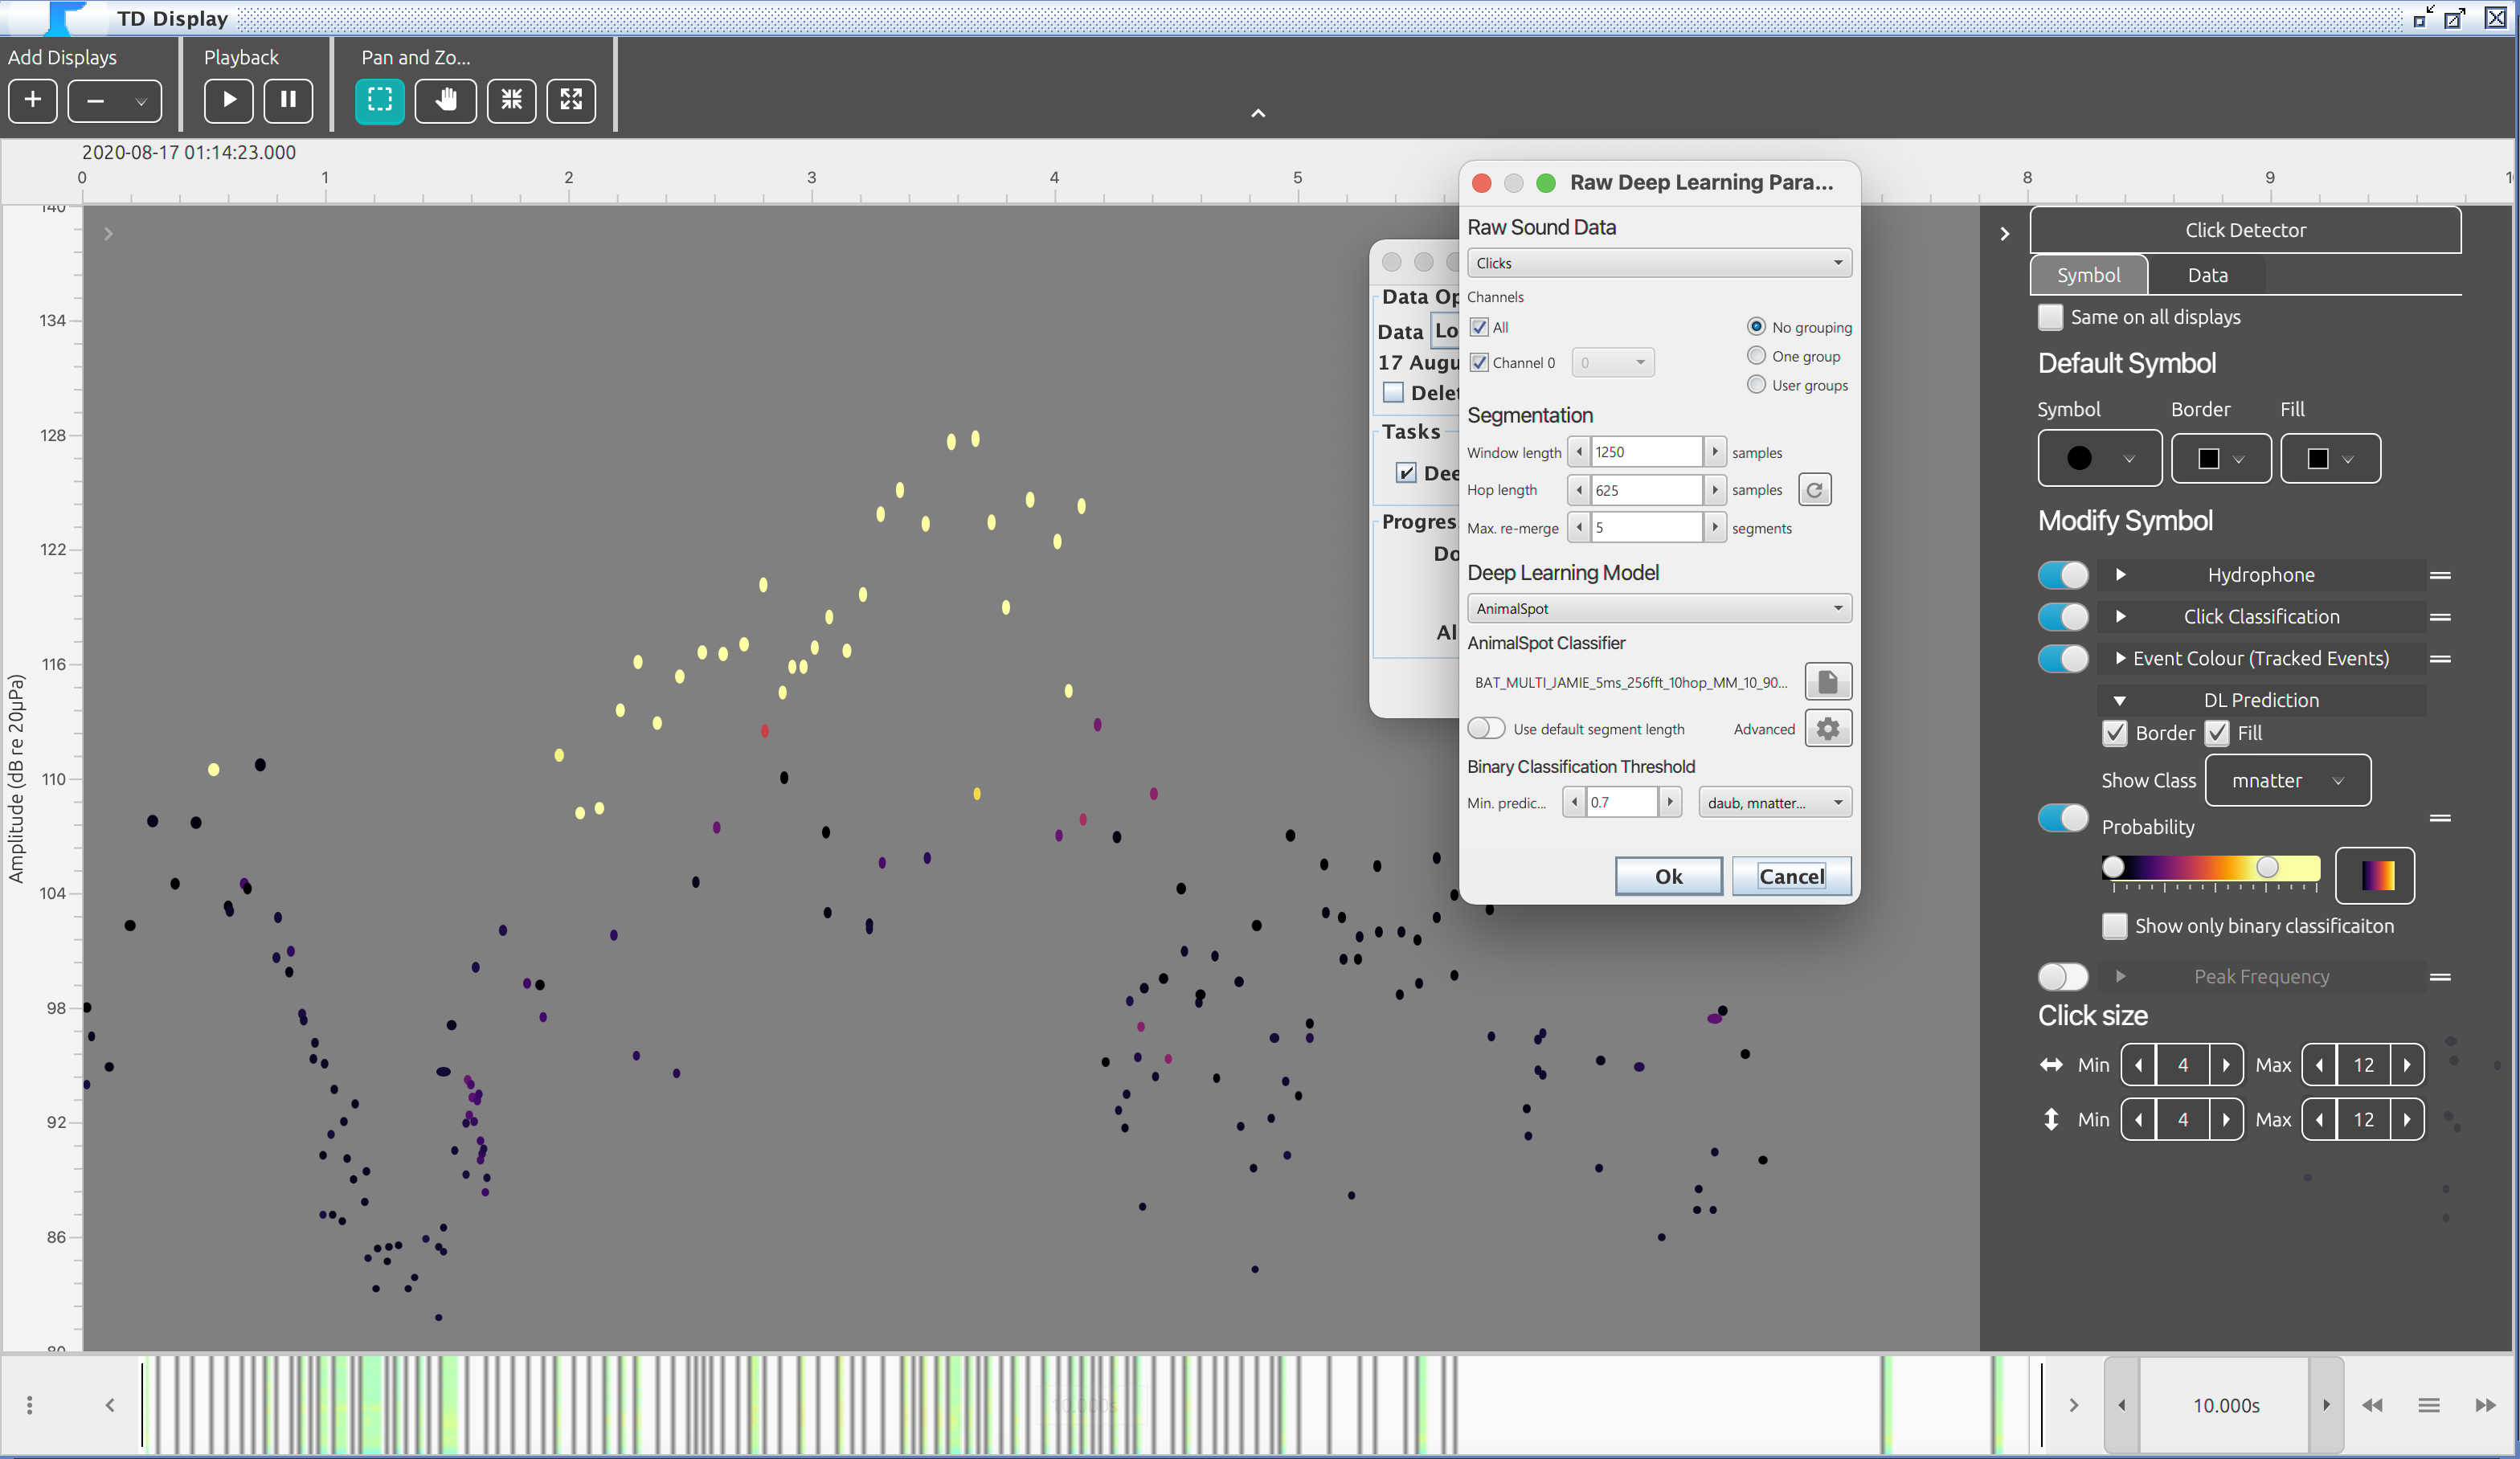 TD Display
Add Displays
Playback
Pan and Zo...
2020-08-17 01:14:23.000
0 1 2 3 4 5 8 9
140
134
128
122
116
110
104
98
92
86
80
Amplitude (dB re 20µPa)
Data Op
Data Lo
17 Augu
Delet
Tasks
Dee
Progres
Do
Al
Raw Deep Learning Para...
Raw Sound Data
Clicks
Channels
All
No grouping
Channel 0 0
One group
User groups
Segmentation
Window length 1250 samples
Hop length 625 samples
Max. re-merge 5 segments
Deep Learning Model
AnimalSpot
AnimalSpot Classifier
BAT_MULTI_JAMIE_5ms_256fft_10hop_MM_10_90...
Use default segment length Advanced
Binary Classification Threshold
Min. predic... 0.7 daub, mnatter...
Ok Cancel
Click Detector
Symbol Data
Same on all displays
Default Symbol
Symbol Border Fill
Modify Symbol
Hydrophone
Click Classification
Event Colour (Tracked Events)
DL Prediction
Border Fill
Show Class mnatter
Probability
Show only binary classificaiton
Peak Frequency
Click size
Min 4 Max 12
Min 4 Max 12
10.000s
10.000s